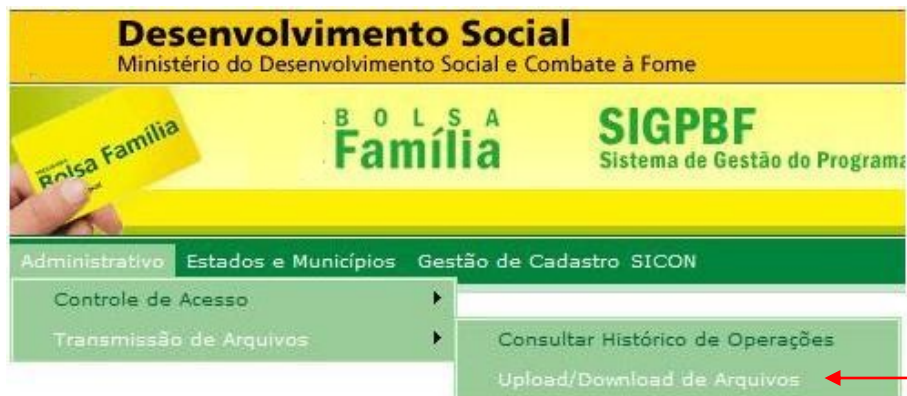 Desenvolvimento Social
Ministério do Desenvolvimento Social e Combate à Fome
Bolsa Família
BOLSA
Família
SIGPBF
Sistema de Gestão do Programa
Administrativo Estados e Municípios Gestão de Cadastro SICON
Controle de Acesso
Transmissão de Arquivos
Consultar Histórico de Operações
Upload/Download de Arquivos